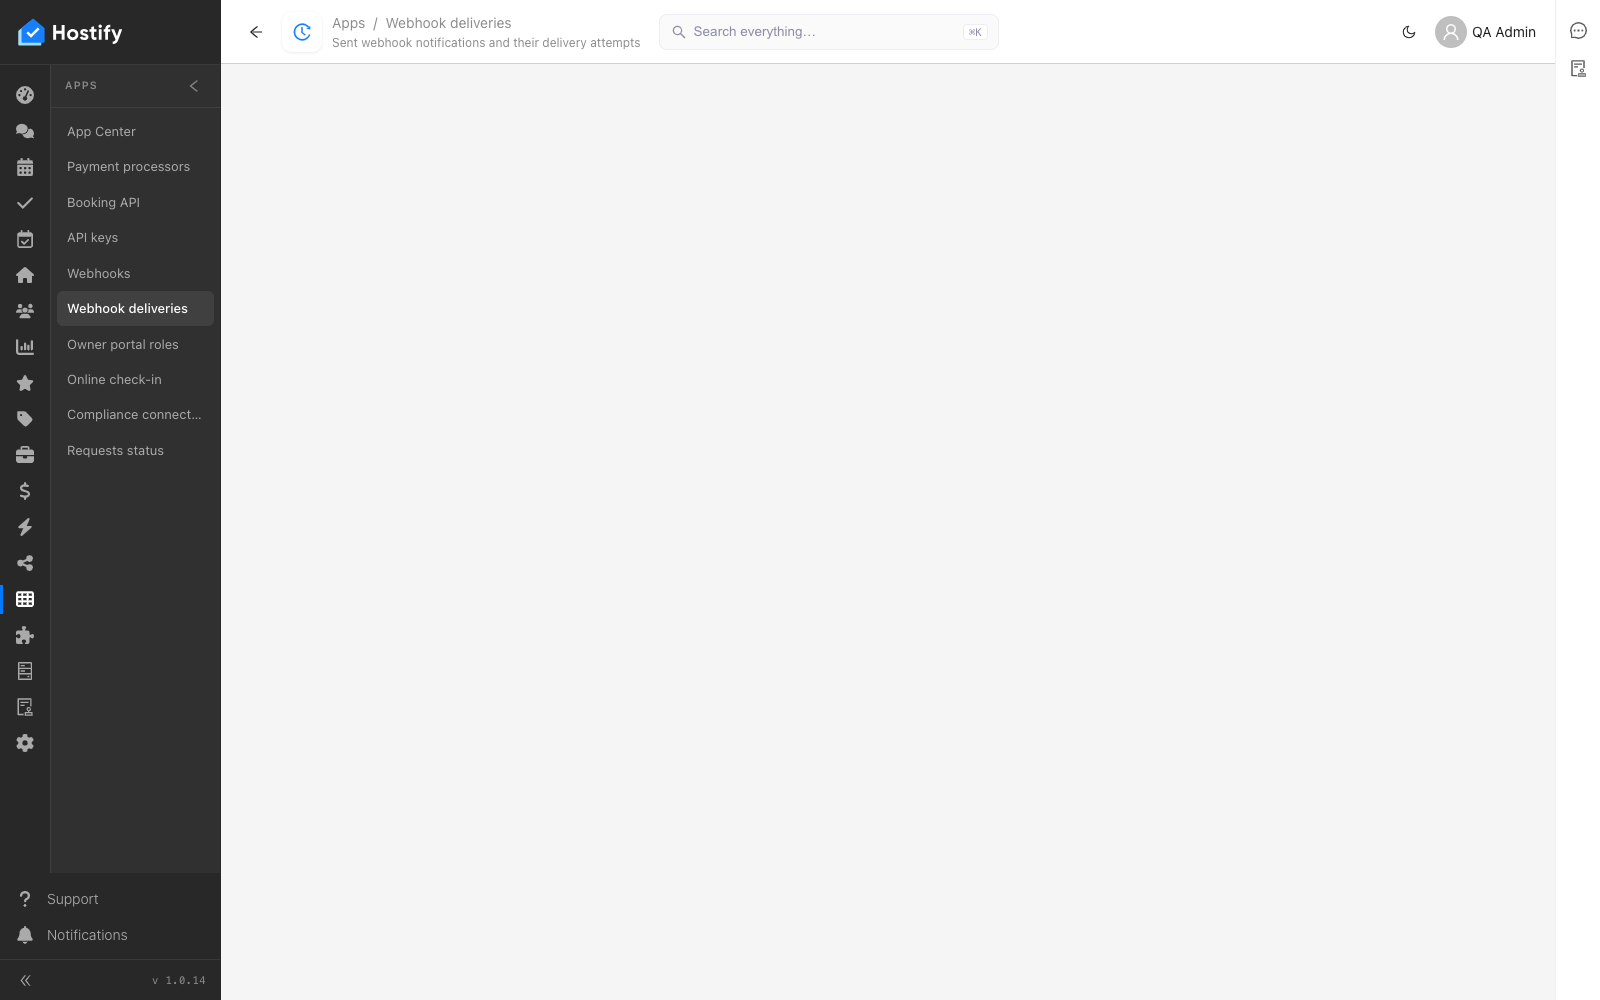 Hostify
APPS
App Center
Payment processors
Booking API
API keys
Webhooks
Webhook deliveries
Owner portal roles
Online check-in
Compliance connect...
Requests status
Support
Notifications
v 1.0.14
Apps / Webhook deliveries
Sent webhook notifications and their delivery attempts
Search everything... ⌘K
QA Admin